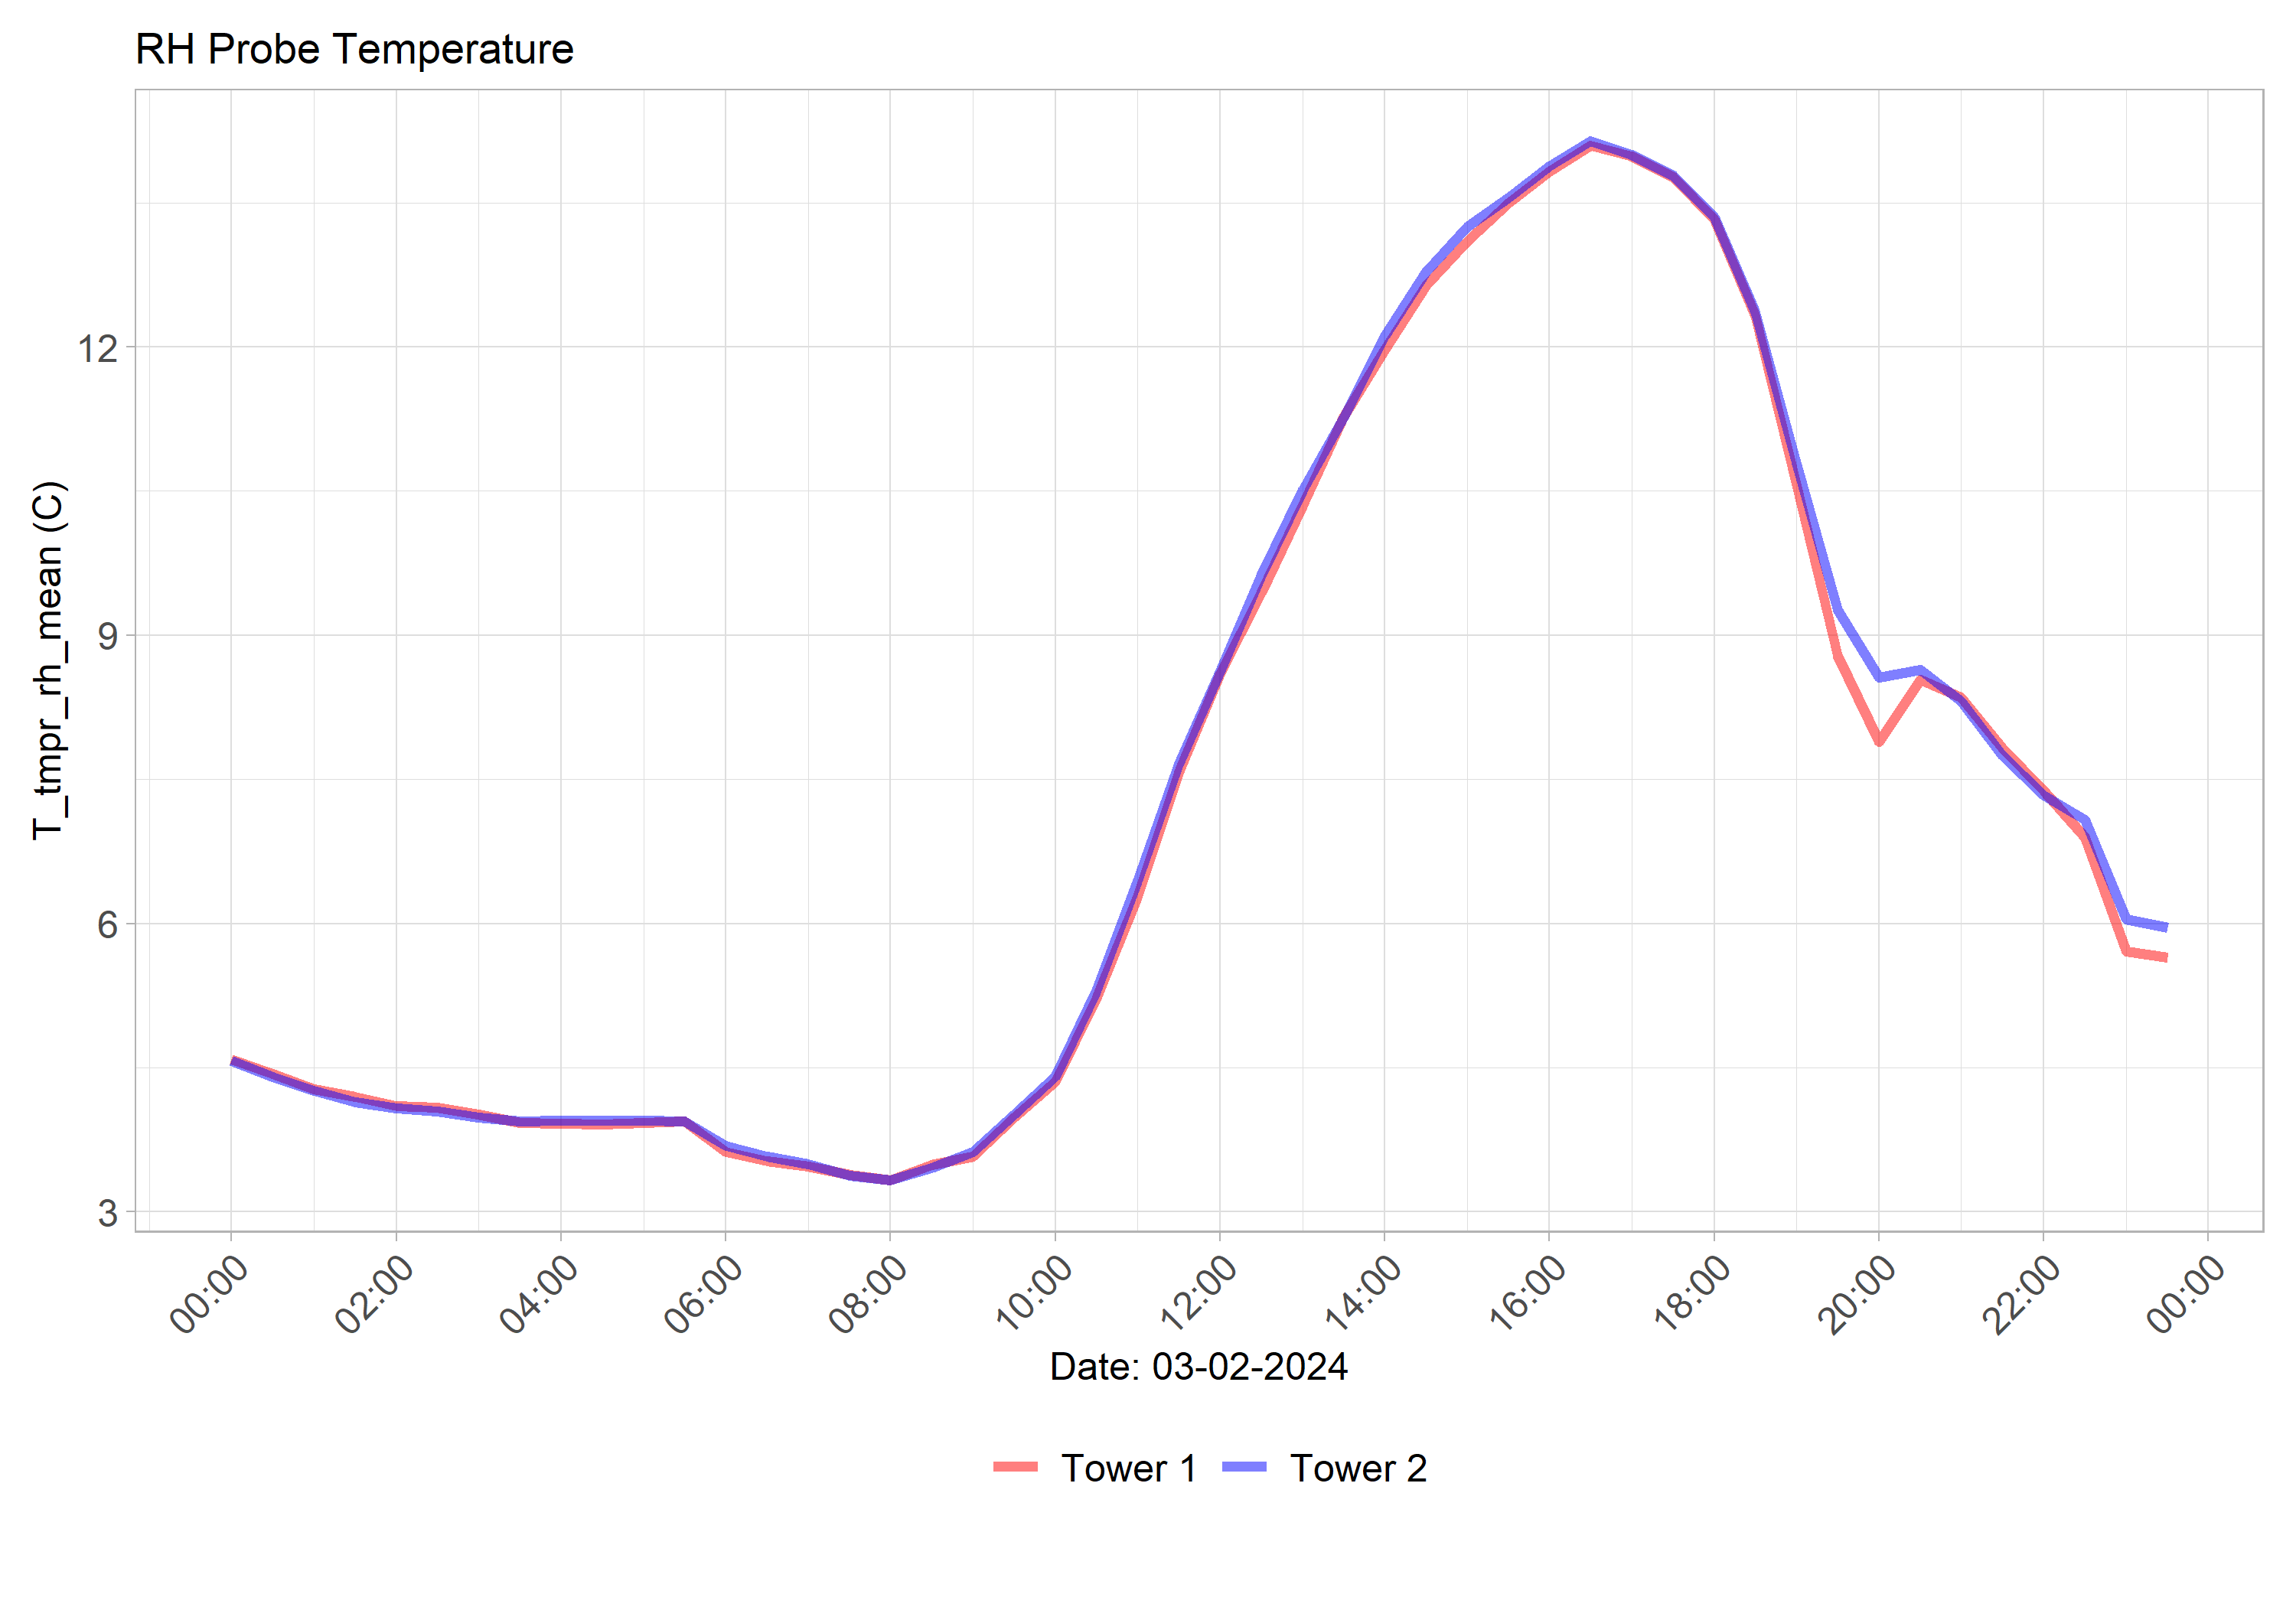 RH Probe Temperature
T_tmpr_rh_mean (C)
12
9
6
3
00:00 02:00 04:00 06:00 08:00 10:00 12:00 14:00 16:00 18:00 20:00 22:00 00:00
Date: 03-02-2024
Tower 1 Tower 2